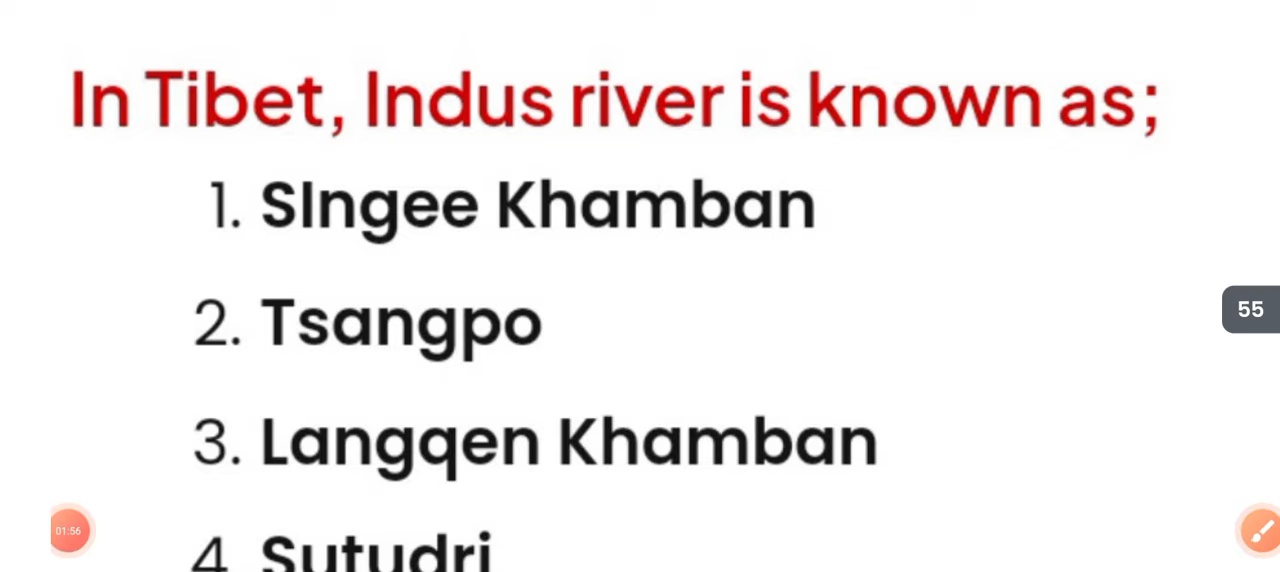 In Tibet, Indus river is known as;
1. SIngee Khamban
2. Tsangpo
55
3. Langqen Khamban
01:56
4. Sutudri